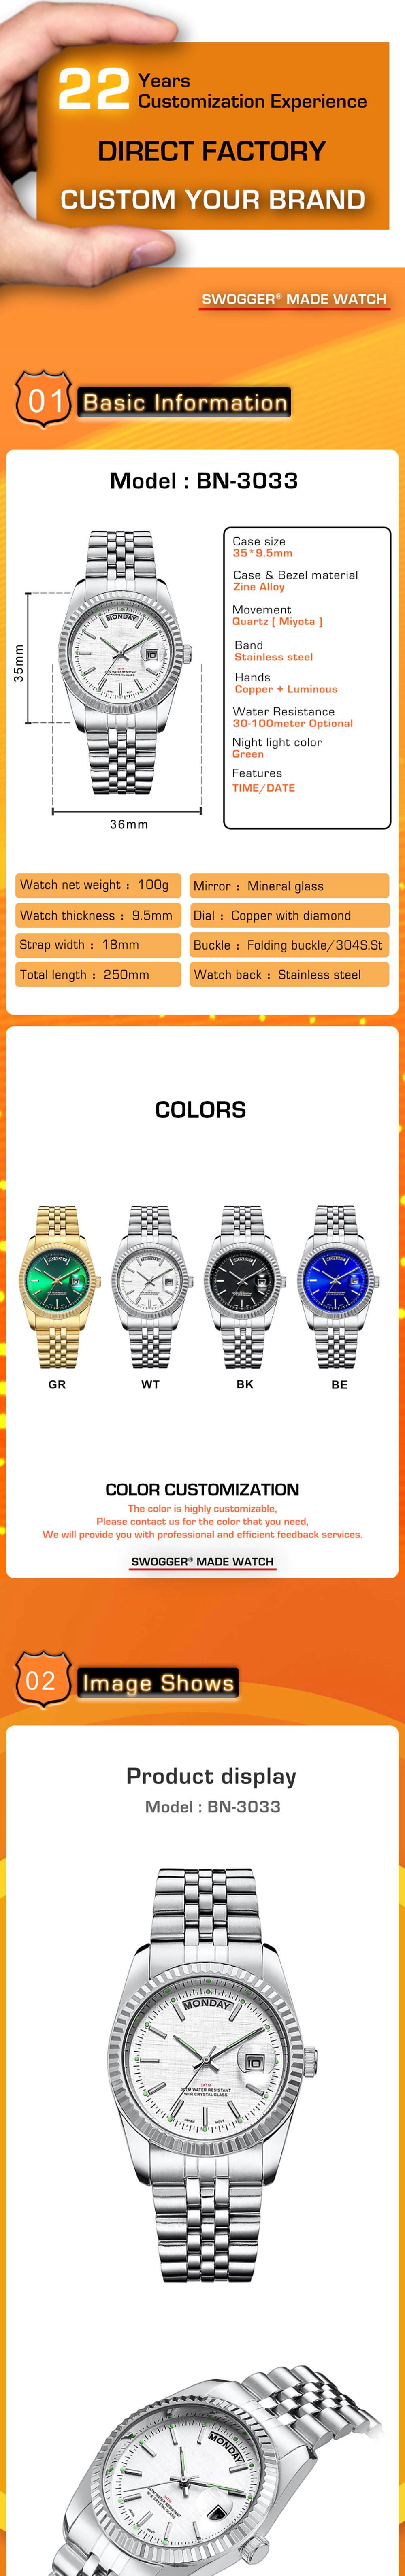 22 Years
Customization Experience
DIRECT FACTORY
CUSTOM YOUR BRAND
SWOGGER® MADE WATCH
01 Basic Information
Model : BN-3033
MONDAY
35mm
36mm
Case size
35*9.5mm
Case & Bezel material
Zine Alloy
Movement
Quartz [ Miyota ]
Band
Stainless steel
Hands
Copper + Luminous
Water Resistance
30-100meter Optional
Night light color
Green
Features
TIME/DATE
Watch net weight : 100g
Mirror : Mineral glass
Watch thickness : 9.5mm
Dial : Copper with diamond
Strap width : 18mm
Buckle : Folding buckle/304S.St
Total length : 250mm
Watch back : Stainless steel
COLORS
GR
WT
BK
BE
COLOR CUSTOMIZATION
The color is highly customizable,
Please contact us for the color that you need,
We will provide you with professional and efficient feedback services.
SWOGGER® MADE WATCH
02 Image Shows
Product display
Model : BN-3033
MONDAY
10
WATER RESISTANT
CRYSTAL GLASS
MONDAY